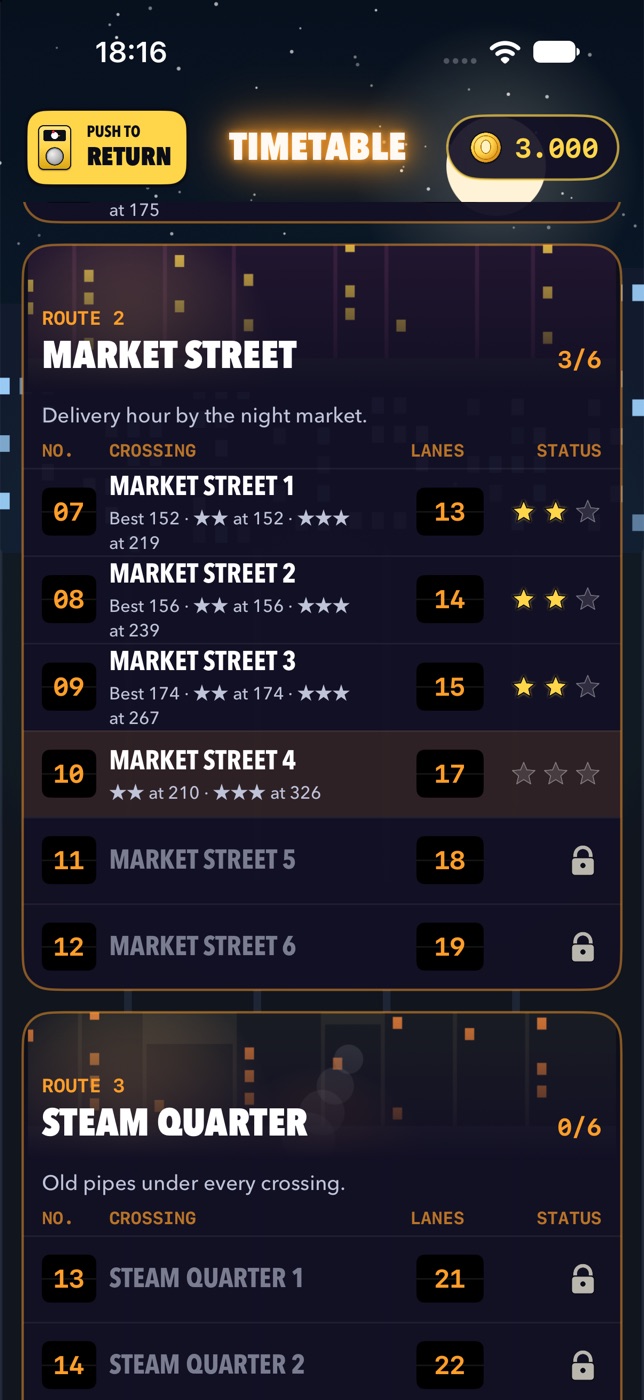 18:16
PUSH TO
RETURN
TIMETABLE
3.000
at 175
ROUTE 2
MARKET STREET
3/6
Delivery hour by the night market.
NO. CROSSING LANES STATUS
07 MARKET STREET 1 13
Best 152 · ★★ at 152 · ★★★
at 219
08 MARKET STREET 2 14
Best 156 · ★★ at 156 · ★★★
at 239
09 MARKET STREET 3 15
Best 174 · ★★ at 174 · ★★★
at 267
10 MARKET STREET 4 17
★★ at 210 · ★★★ at 326
11 MARKET STREET 5 18
12 MARKET STREET 6 19
ROUTE 3
STEAM QUARTER
0/6
Old pipes under every crossing.
NO. CROSSING LANES STATUS
13 STEAM QUARTER 1 21
14 STEAM QUARTER 2 22